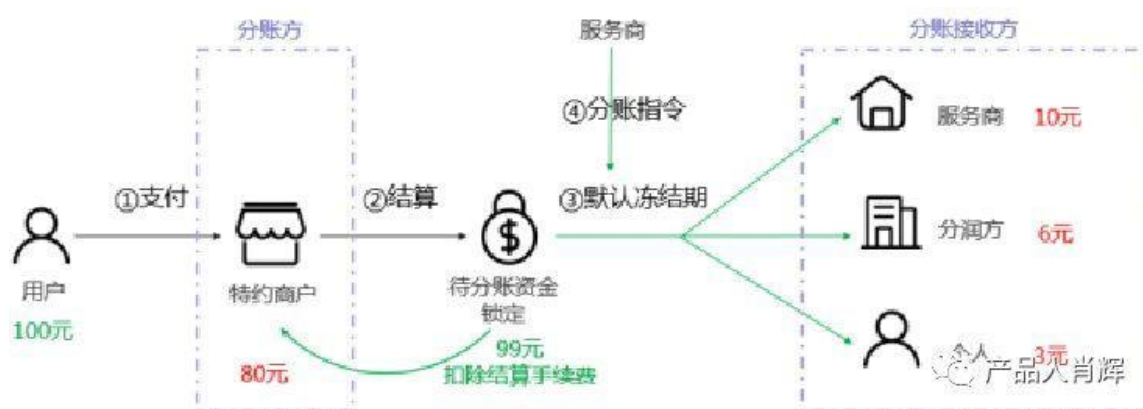 分账方
服务商
分账接收方
④分账指令
服务商 10元
①支付
②结算
③默认冻结期
分润方 6元
用户
100元
特约商户
待分账资金
锁定
80元
99元
扣除结算手续费
个人 3元
产品人肖辉